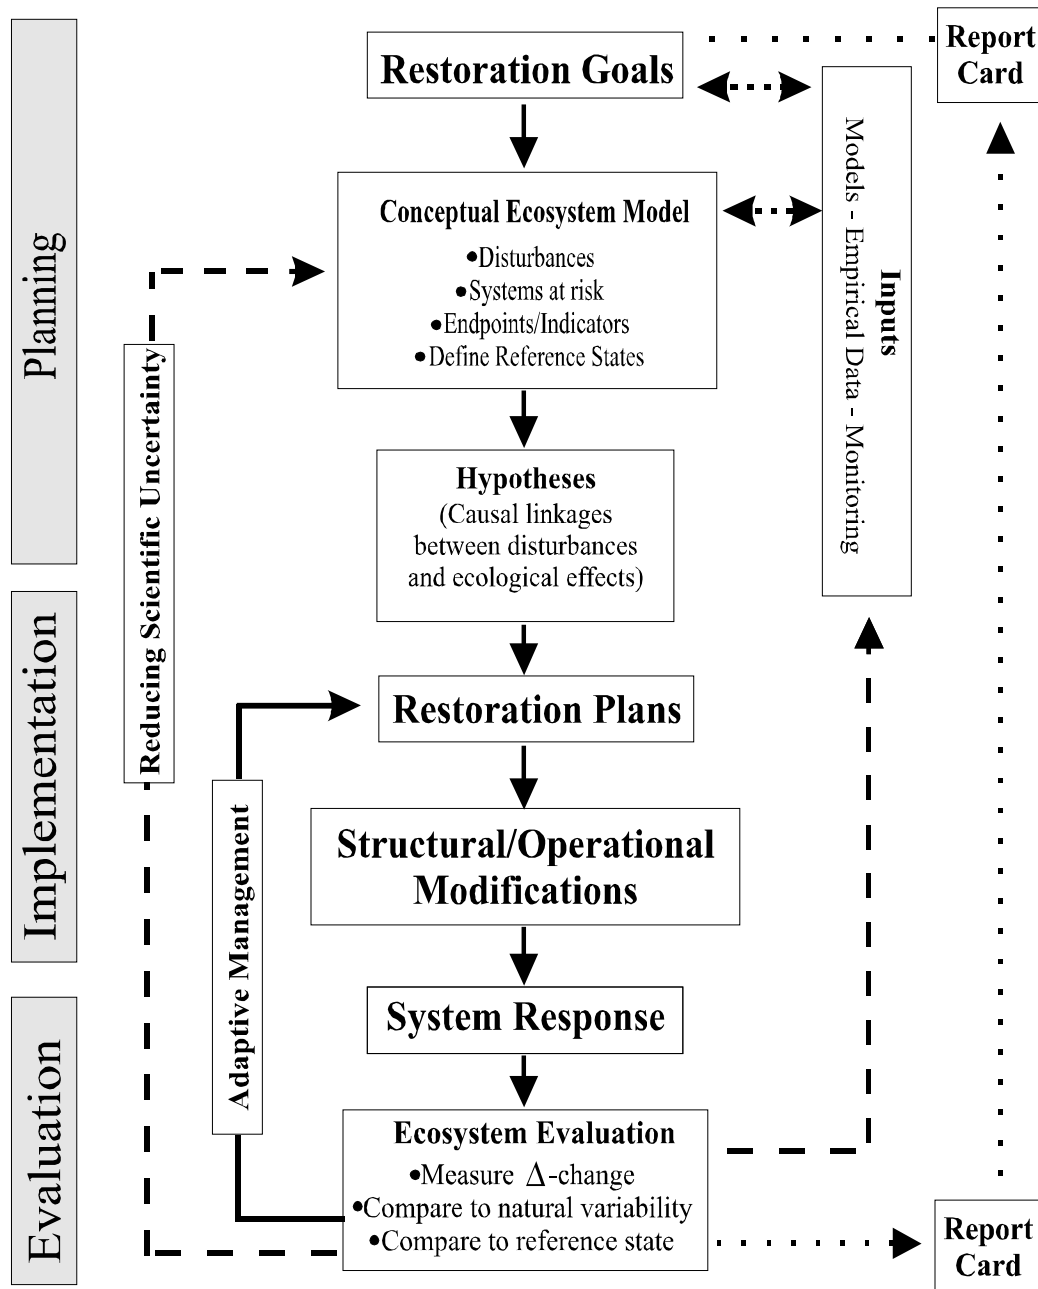 Planning
Implementation
Evaluation
Restoration Goals
Report
Card
Conceptual Ecosystem Model
•Disturbances
•Systems at risk
•Endpoints/Indicators
•Define Reference States
Inputs
Models - Empirical Data - Monitoring
Reducing Scientific Uncertainty
Hypotheses
(Causal linkages
between disturbances
and ecological effects)
Restoration Plans
Adaptive Management
Structural/Operational
Modifications
System Response
Ecosystem Evaluation
•Measure Δ-change
•Compare to natural variability
•Compare to reference state
Report
Card